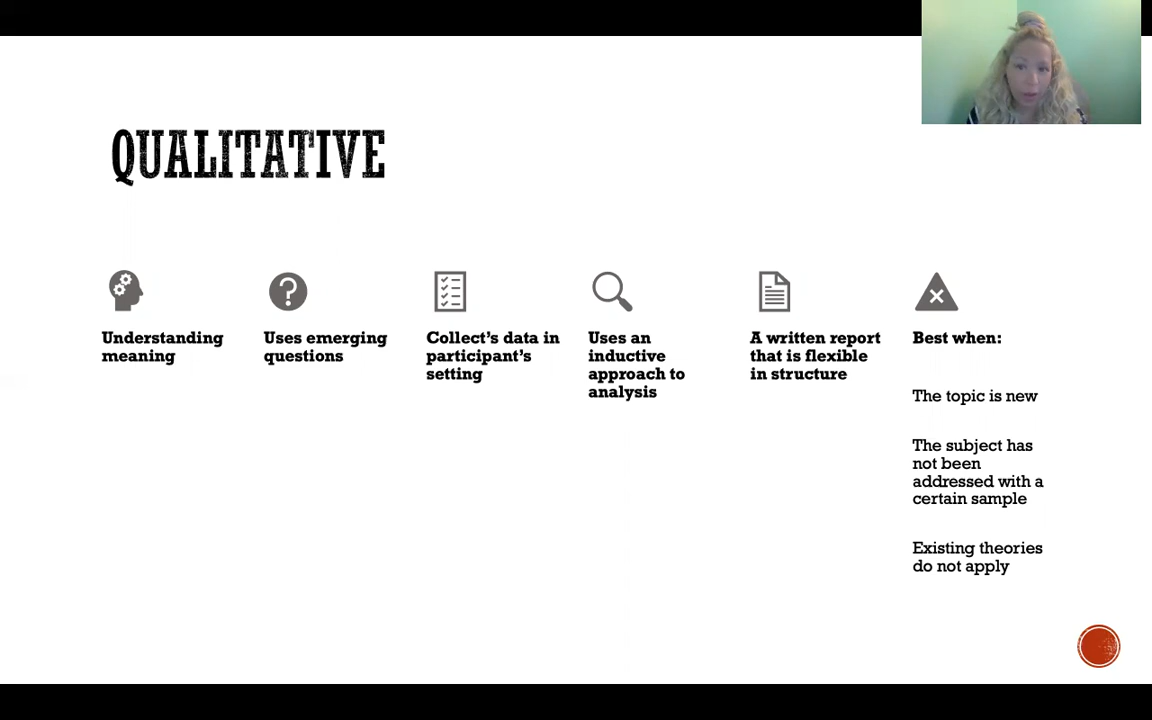 QUALITATIVE
Understanding
meaning
Uses emerging
questions
Collect's data in
participant's
setting
Uses an
inductive
approach to
analysis
A written report
that is flexible
in structure
Best when:
The topic is new
The subject has
not been
addressed with a
certain sample
Existing theories
do not apply